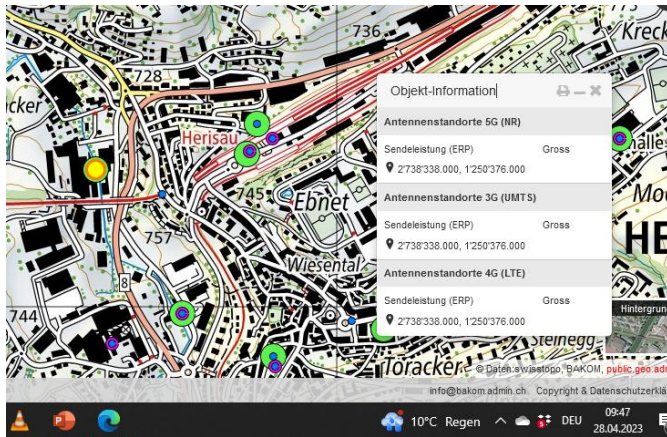 736
Kreck
728
cker
Herisau
745
Ebnet
757
Wiesental
8
744
Töracker
Steinegg
HE
Objekt-Information
Antennenstandorte 5G (NR)
Sendeleistung (ERP) Gross
2'738'338.000, 1'250'376.000
Antennenstandorte 3G (UMTS)
Sendeleistung (ERP) Gross
2'738'338.000, 1'250'376.000
Antennenstandorte 4G (LTE)
Sendeleistung (ERP) Gross
2'738'338.000, 1'250'376.000
Hintergrun
© Daten:swisstopo, BAKOM, public.geo.adm
info@bakom.admin.ch Copyright & Datenschutzerklä
10°C Regen DEU 09:47
28.04.2023